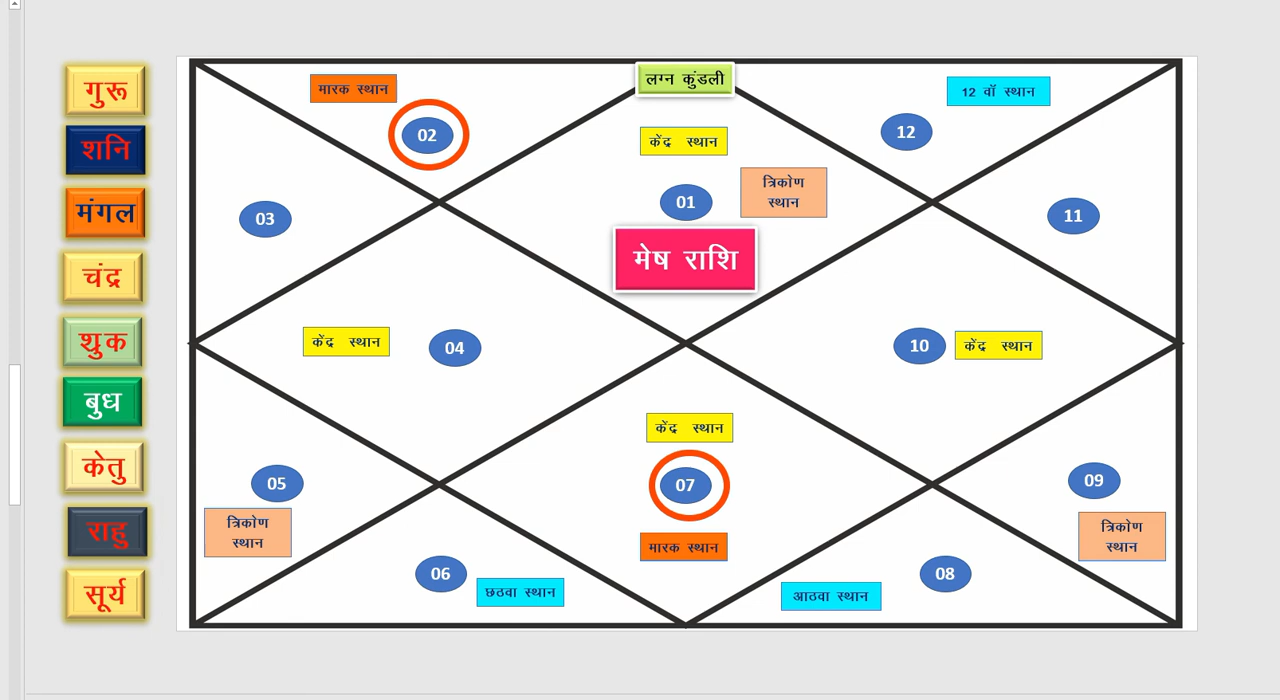 गुरू
शनि
मंगल
चंद्र
शुक्र
बुध
केतु
राहु
सूर्य
लग्न कुंडली
मारक स्थान
02
12 वॉ स्थान
12
केंद्र स्थान
01
त्रिकोण
स्थान
03
11
मेष राशि
केंद्र स्थान
04
10
केंद्र स्थान
केंद्र स्थान
07
मारक स्थान
05
त्रिकोण
स्थान
09
त्रिकोण
स्थान
06
छठवा स्थान
08
आठवा स्थान